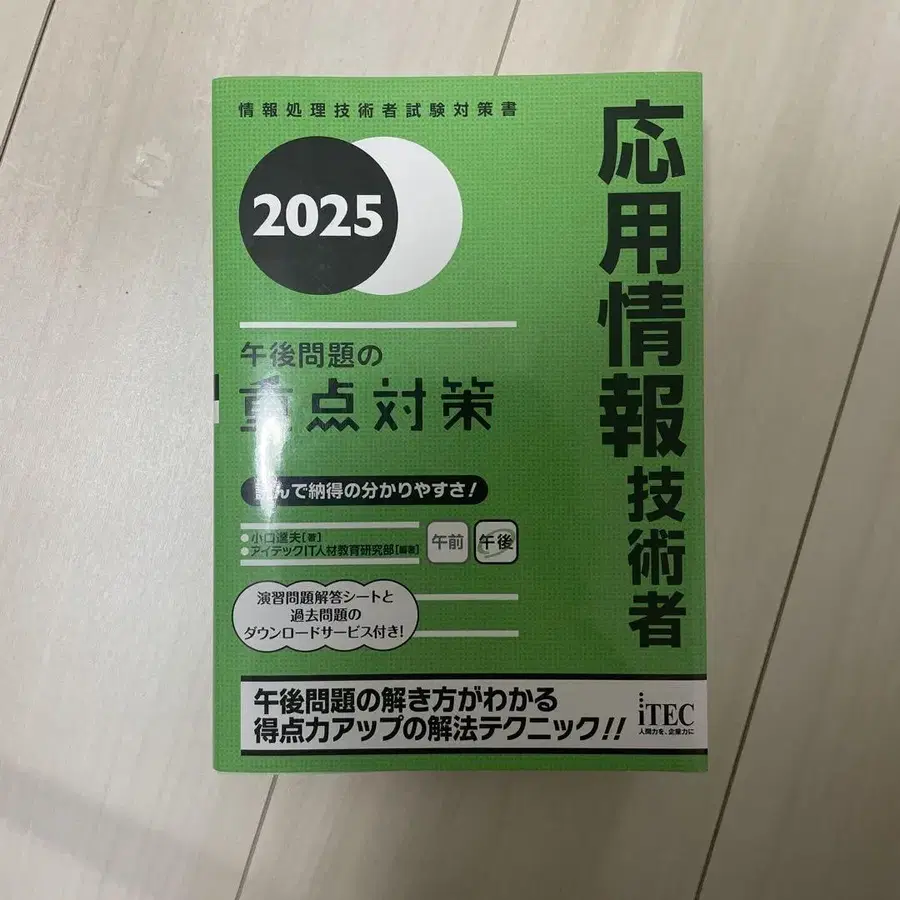 情報処理技術者試験対策書
2025
応用情報技術者
午後問題の
重点対策
読んで納得の分かりやすさ!
●小口達夫[著]
●アイテックIT人材教育研究部[編著]
午前
午後
演習問題解答シートと
過去問題の
ダウンロードサービス付き!
午後問題の解き方がわかる
得点力アップの解法テクニック!!
iTEC
人間力を、企業力に